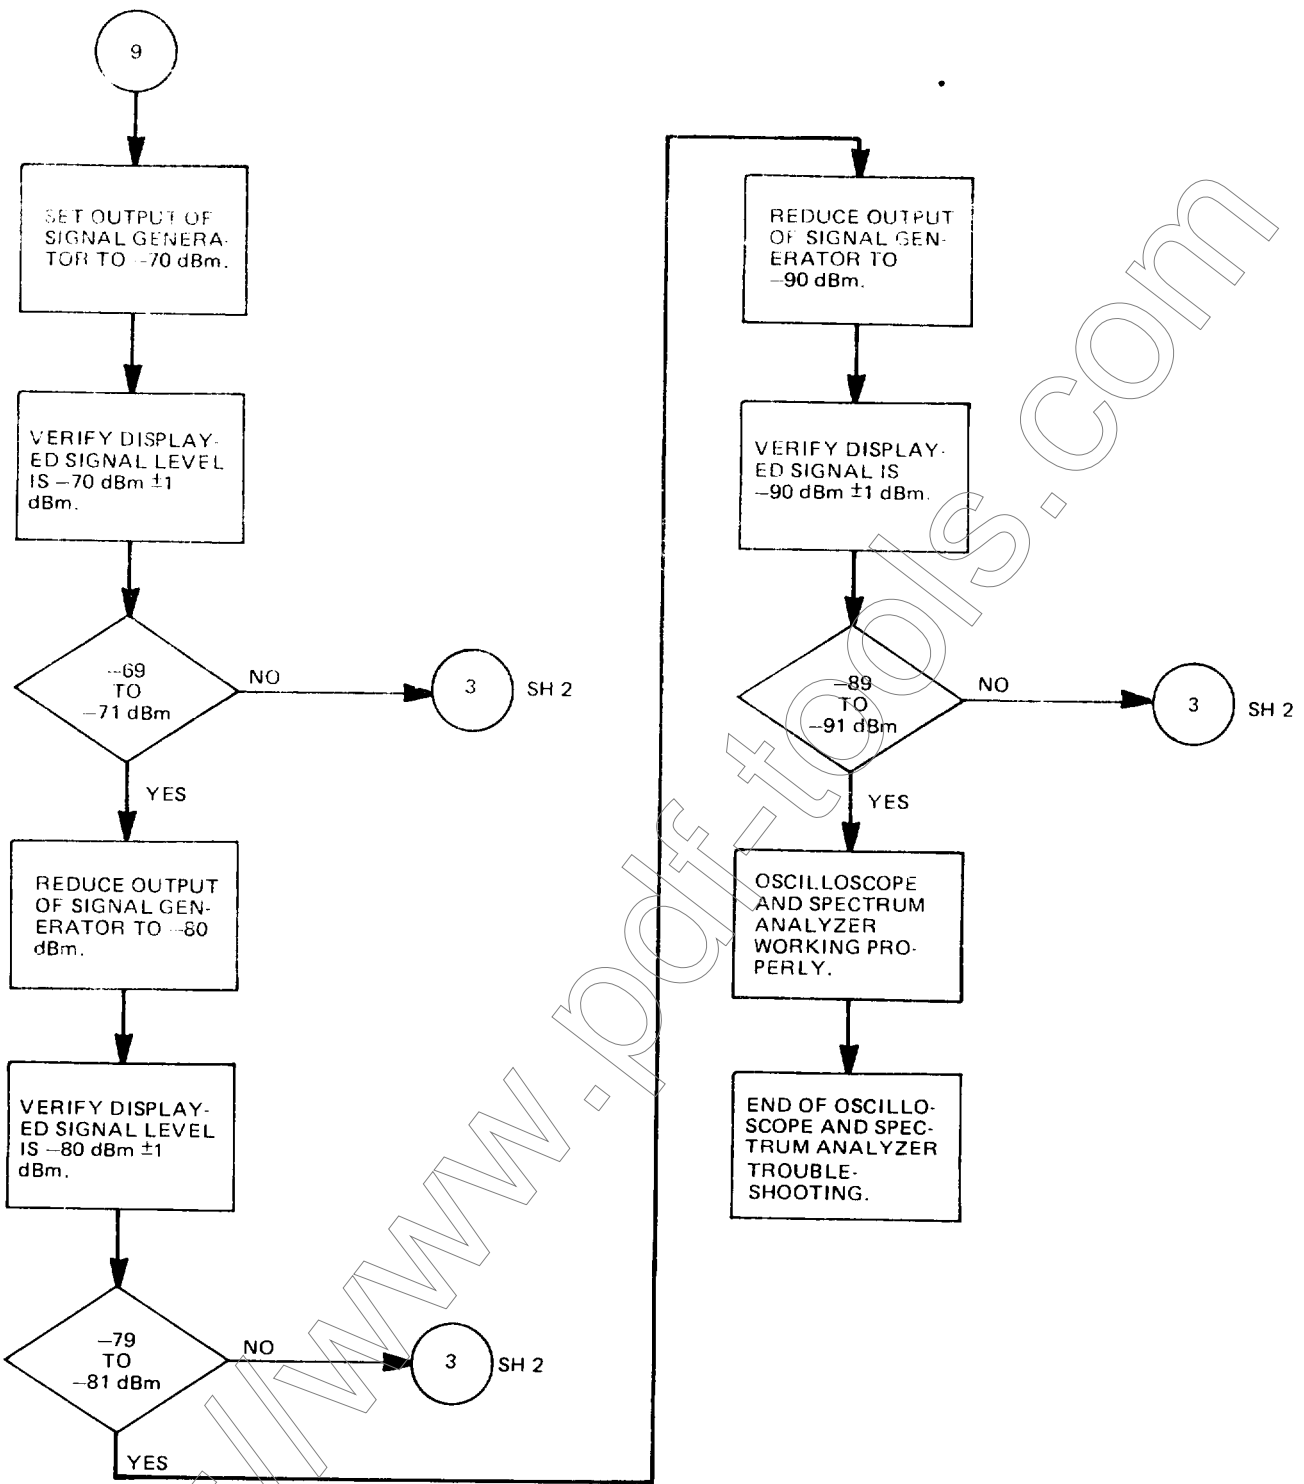 9
SET OUTPUT OF
SIGNAL GENERA-
TOR TO –70 dBm.
VERIFY DISPLAY-
ED SIGNAL LEVEL
IS –70 dBm ±1
dBm.
–69
TO
–71 dBm
NO
3
SH 2
YES
REDUCE OUTPUT
OF SIGNAL GEN-
ERATOR TO –80
dBm.
VERIFY DISPLAY-
ED SIGNAL LEVEL
IS –80 dBm ±1
dBm.
–79
TO
–81 dBm
NO
3
SH 2
YES
REDUCE OUTPUT
OF SIGNAL GEN-
ERATOR TO
–90 dBm.
VERIFY DISPLAY-
ED SIGNAL IS
–90 dBm ±1 dBm.
–89
TO
–91 dBm
NO
3
SH 2
YES
OSCILLOSCOPE
AND SPECTRUM
ANALYZER
WORKING PRO-
PERLY.
END OF OSCILLO-
SCOPE AND SPEC-
TRUM ANALYZER
TROUBLE-
SHOOTING.
//www.pdf-tools.com